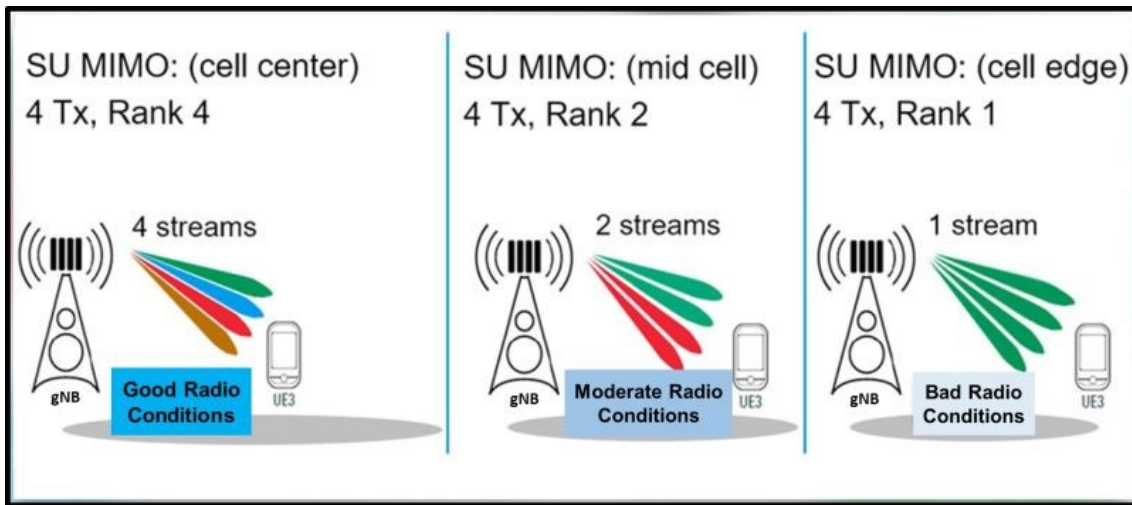 SU MIMO: (cell center)
4 Tx, Rank 4
4 streams
gNB
Good Radio
Conditions
UE3
SU MIMO: (mid cell)
4 Tx, Rank 2
2 streams
gNB
Moderate Radio
Conditions
UE3
SU MIMO: (cell edge)
4 Tx, Rank 1
1 stream
gNB
Bad Radio
Conditions
UE3